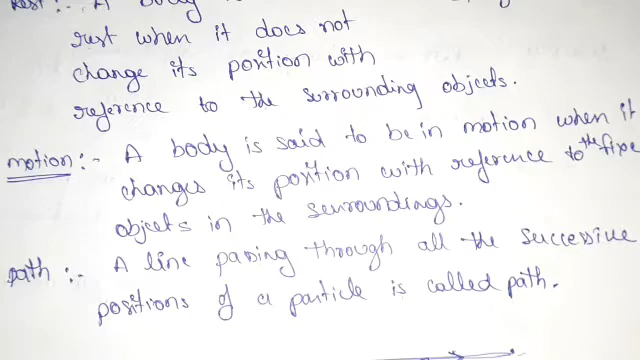 Rest :- A body
rest when it does not
change its position with
reference to the surrounding objects.
motion :- A body is said to be in motion when it
changes its position with reference to the fixe
objects in the surroundings.
path :- A line passing through all the successive
positions of a particle is called path.